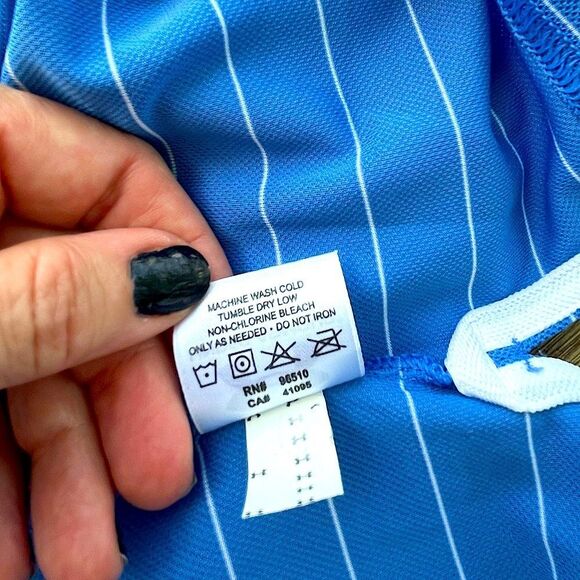 MACHINE WASH COLD
TUMBLE DRY LOW
NON-CHLORINE BLEACH
ONLY AS NEEDED • DO NOT IRON
RN# 96510
CA# 41095